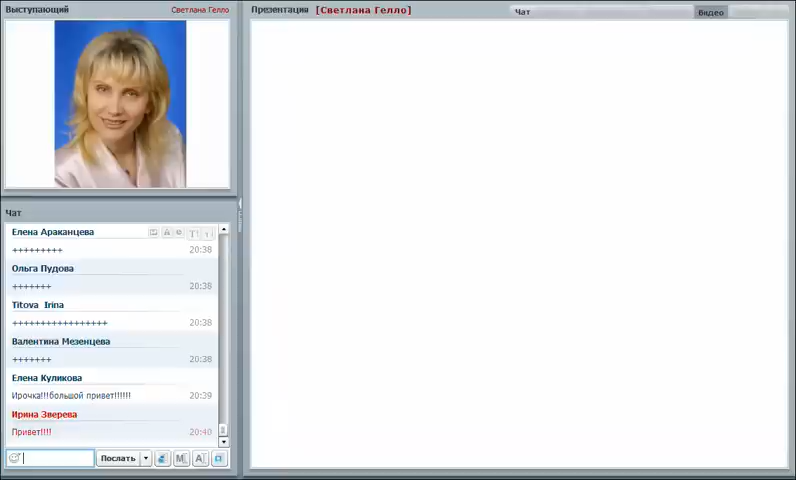 Выступающий Светлана Гелло
Презентация [Светлана Гелло] Чат Видео
Чат
Елена Араканцева
+++++++++ 20:38
Ольга Пудова
+++++++ 20:38
Titova Irina
+++++++++++++++++ 20:38
Валентина Мезенцева
+++++++ 20:38
Елена Куликова
Ирочка!!!большой привет!!!!!! 20:39
Ирина Зверева
Привет!!!! 20:40
Послать